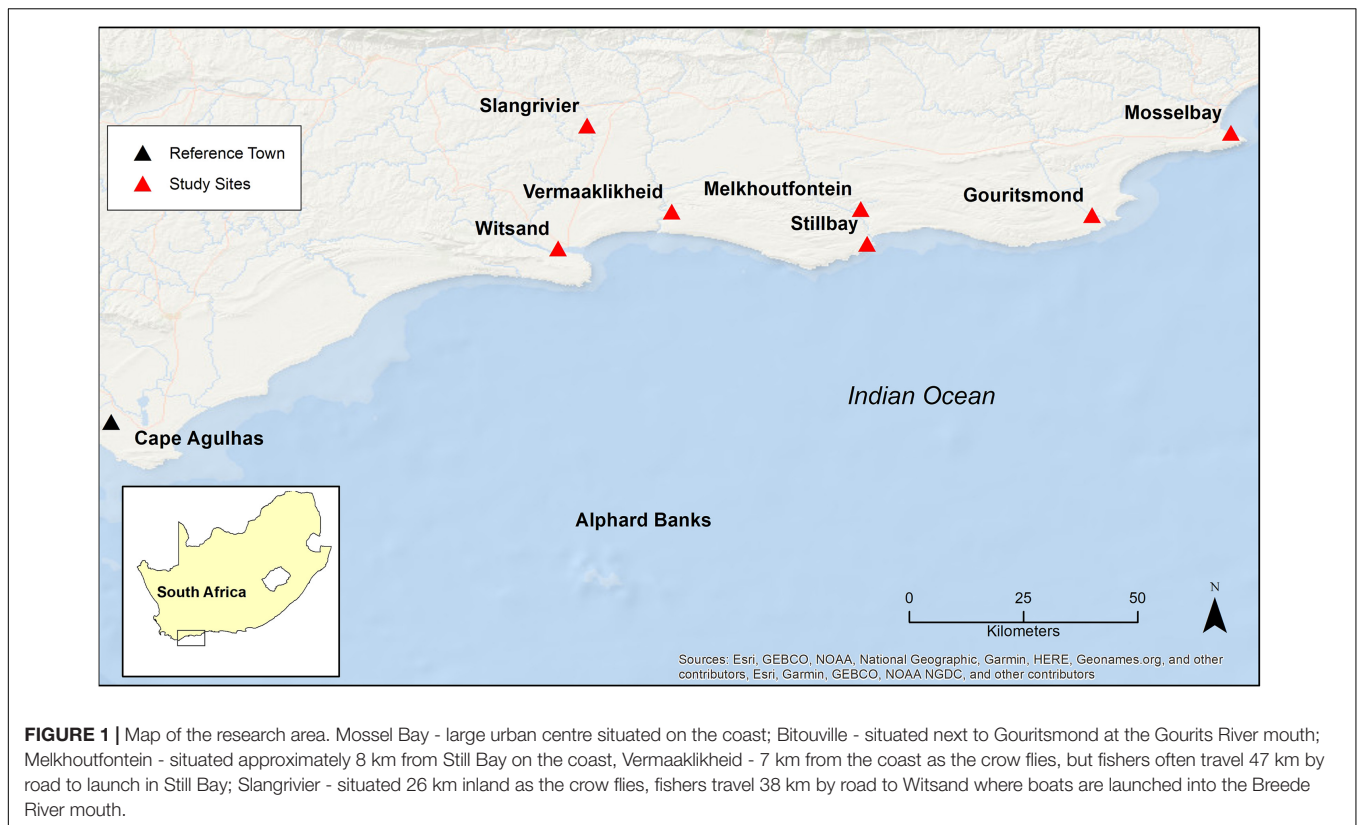 Slangrivier
Mosselbay
Reference Town
Study Sites
Vermaaklikheid
Melkhoutfontein
Gouritsmond
Witsand
Stillbay
Indian Ocean
Cape Agulhas
Alphard Banks
South Africa
0 25 50
Kilometers
N
Sources: Esri, GEBCO, NOAA, National Geographic, Garmin, HERE, Geonames.org, and other
contributors, Esri, Garmin, GEBCO, NOAA NGDC, and other contributors
FIGURE 1 | Map of the research area. Mossel Bay - large urban centre situated on the coast; Bitouville - situated next to Gouritsmond at the Gourits River mouth;
Melkhoutfontein - situated approximately 8 km from Still Bay on the coast, Vermaaklikheid - 7 km from the coast as the crow flies, but fishers often travel 47 km by
road to launch in Still Bay; Slangrivier - situated 26 km inland as the crow flies, fishers travel 38 km by road to Witsand where boats are launched into the Breede
River mouth.